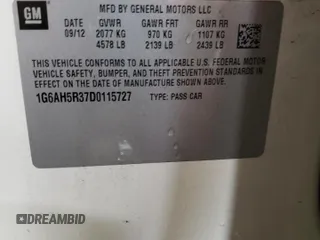 GM
MFD BY GENERAL MOTORS LLC
DATE GVWR GAWR FRT GAWR RR
09/12 2077 KG 970 KG 1107 KG
4578 LB 2139 LB 2439 LB
THIS VEHICLE CONFORMS TO ALL APPLICABLE U.S. FEDERAL MOTOR
VEHICLE SAFETY, BUMPER, AND THEFT PREVENTION STANDARDS IN
EFFECT ON THE DATE OF MANUFACTURE SHOWN ABOVE.
1G6AH5R37D0115727 TYPE: PASS CAR
DREAMBID